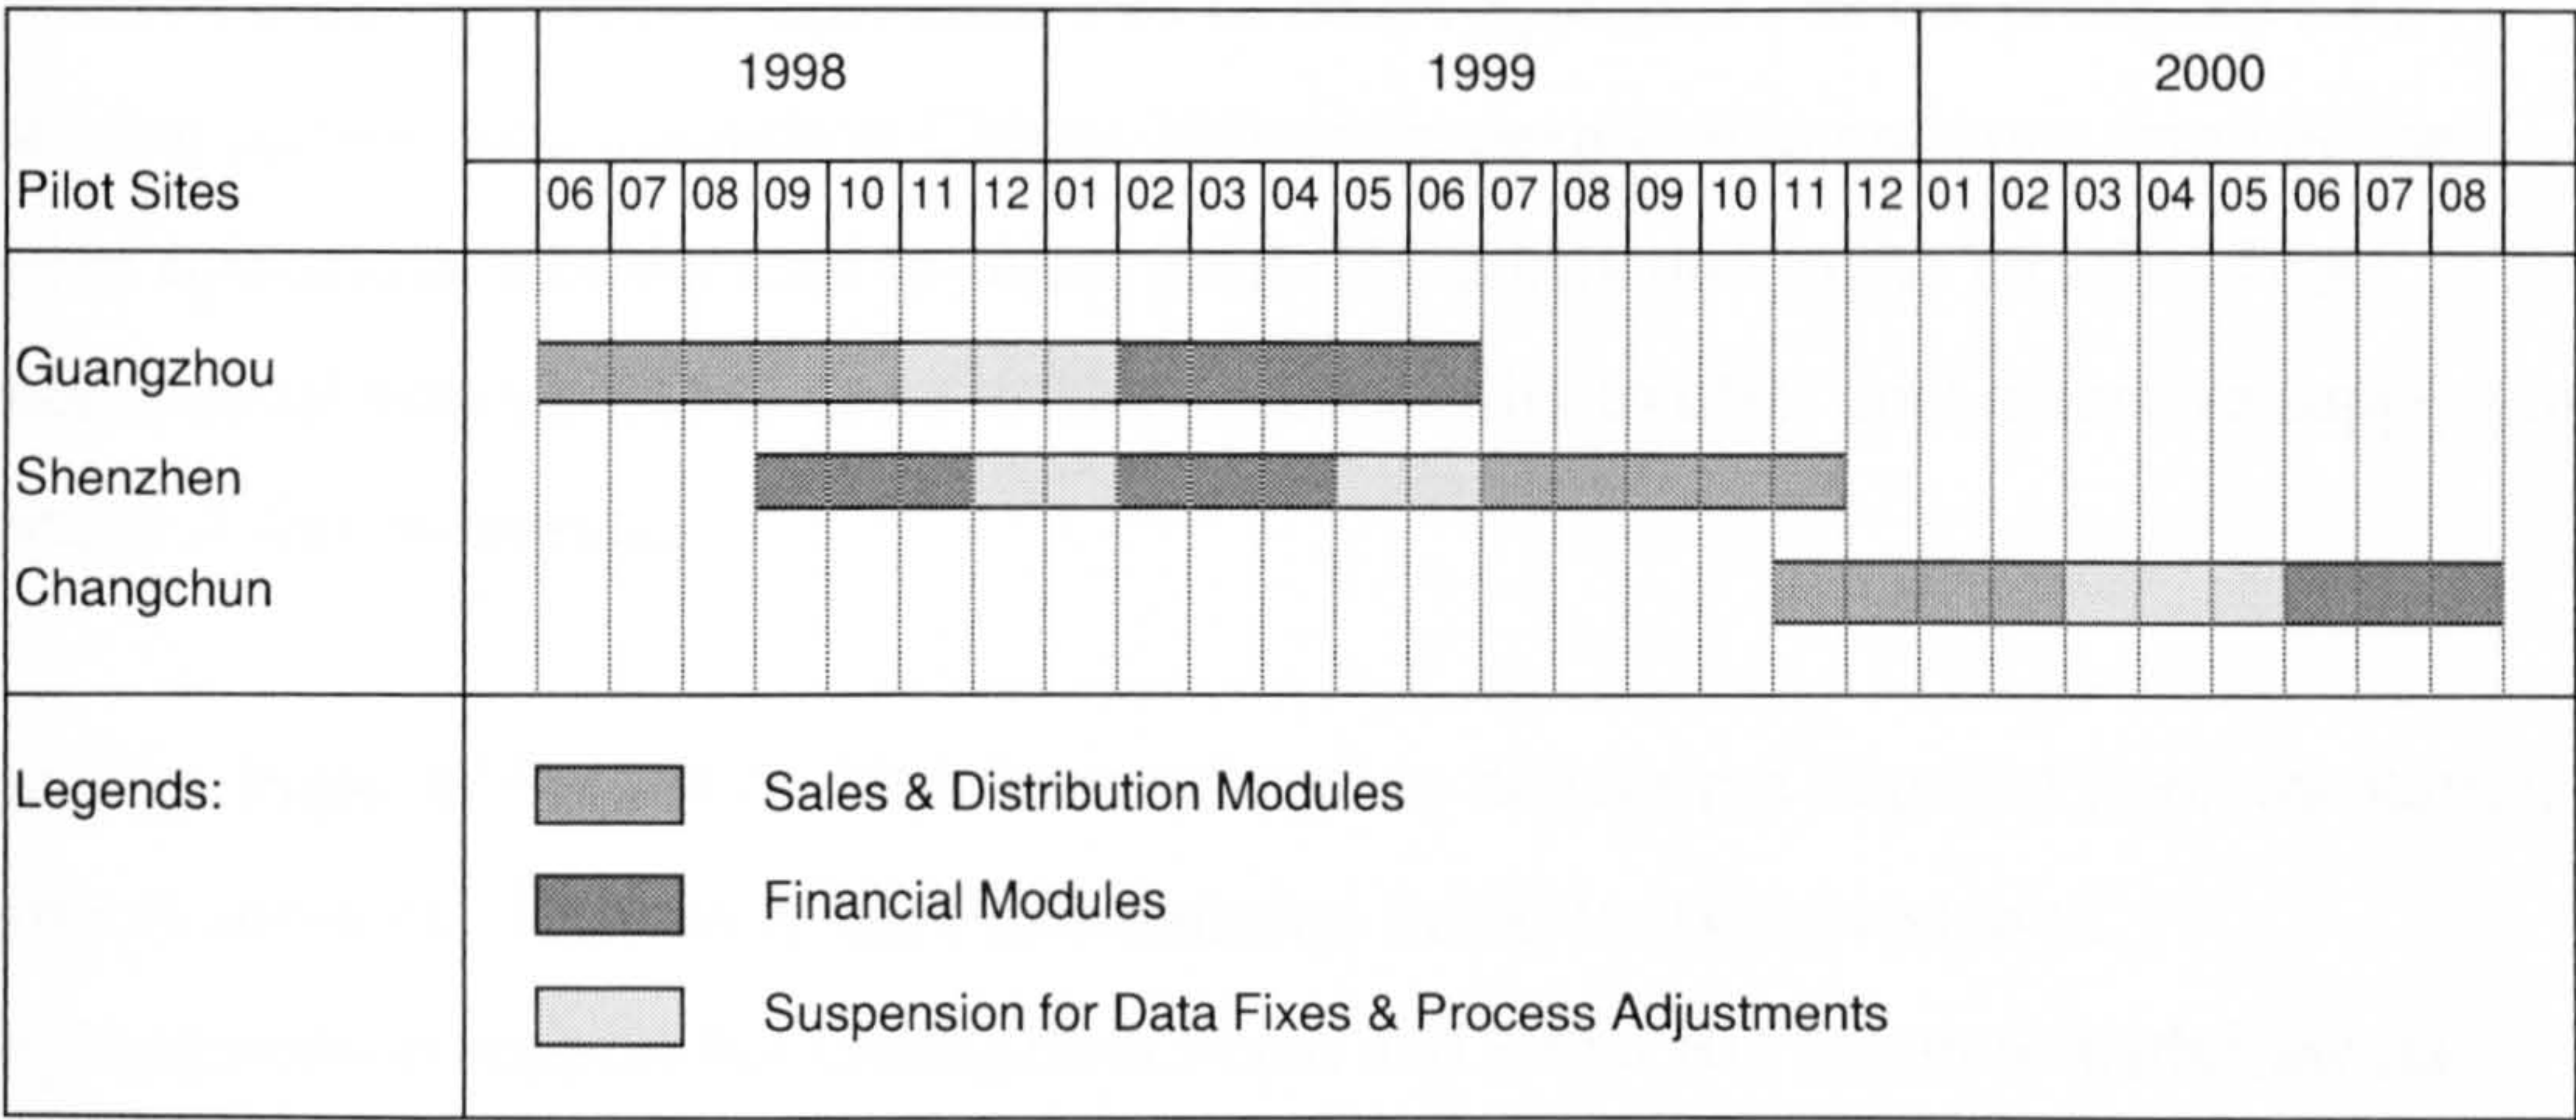 1998 1999 2000
Pilot Sites 06 07 08 09 10 11 12 01 02 03 04 05 06 07 08 09 10 11 12 01 02 03 04 05 06 07 08
Guangzhou
Shenzhen
Changchun
Legends: Sales & Distribution Modules
Financial Modules
Suspension for Data Fixes & Process Adjustments